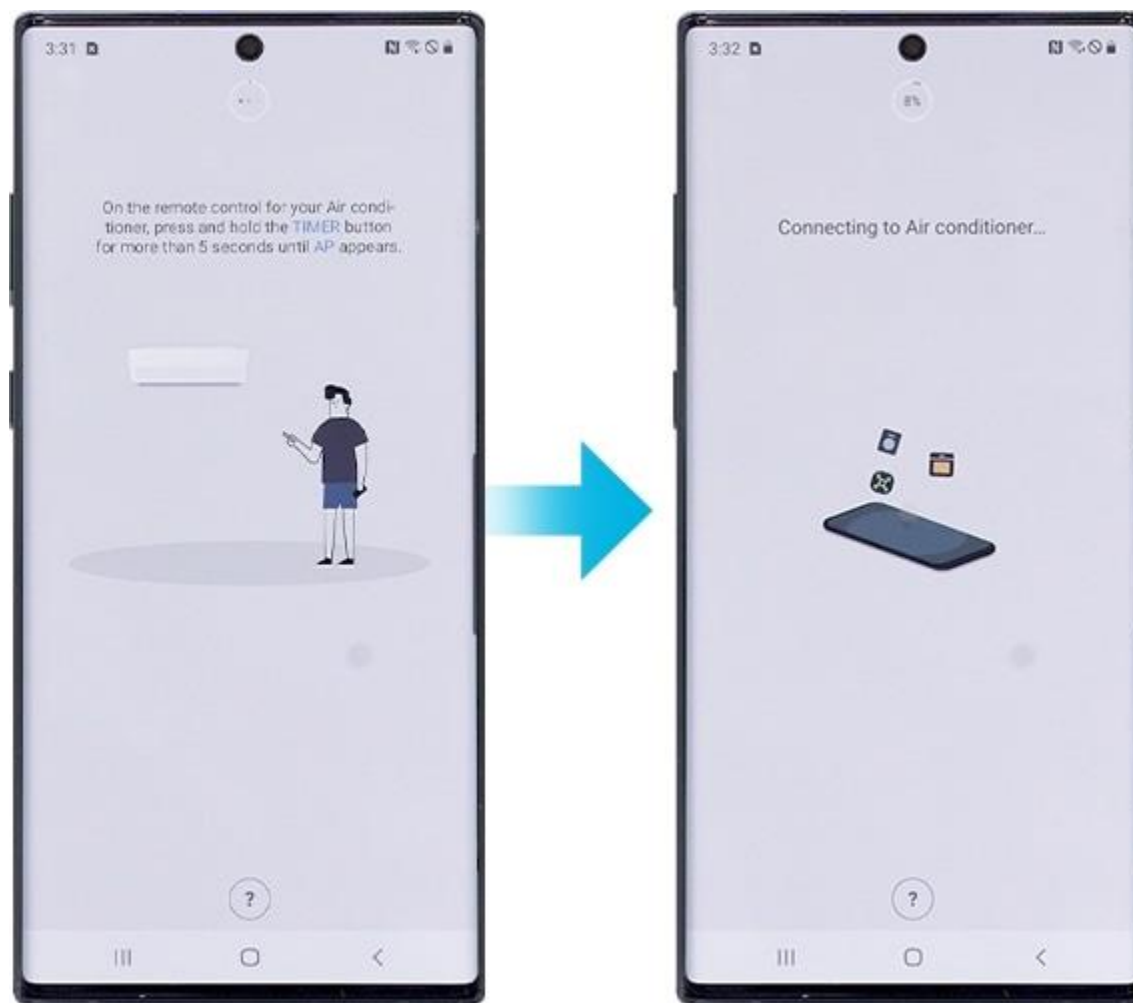 3:31
On the remote control for your Air condi-
tioner, press and hold the TIMER button
for more than 5 seconds until AP appears.
?
3:32
8%
Connecting to Air conditioner...
?